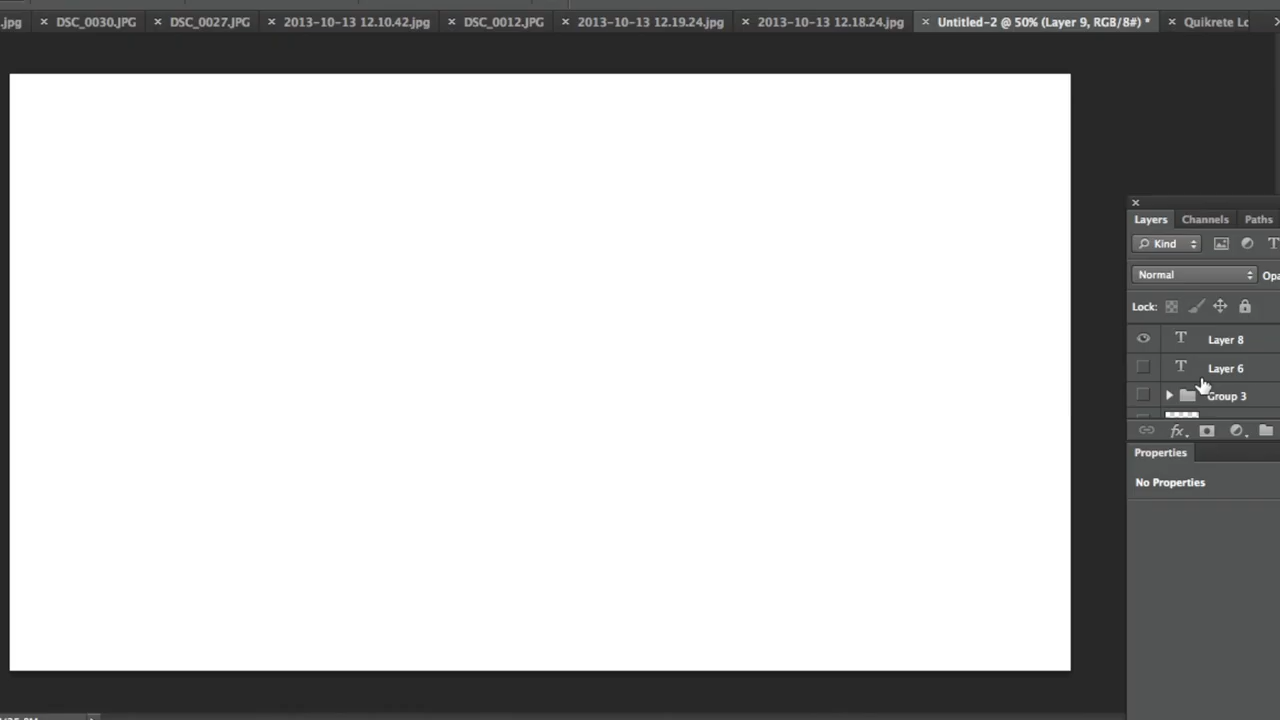 .jpg × DSC_0030.JPG × DSC_0027.JPG × 2013-10-13 12.10.42.jpg × DSC_0012.JPG × 2013-10-13 12.19.24.jpg × 2013-10-13 12.18.24.jpg × Untitled-2 @ 50% (Layer 9, RGB/8#) * × Quikrete Lo
Layers Channels Paths
Kind T
Normal Opa
Lock:
T Layer 8
T Layer 6
Group 3
fx
Properties
No Properties